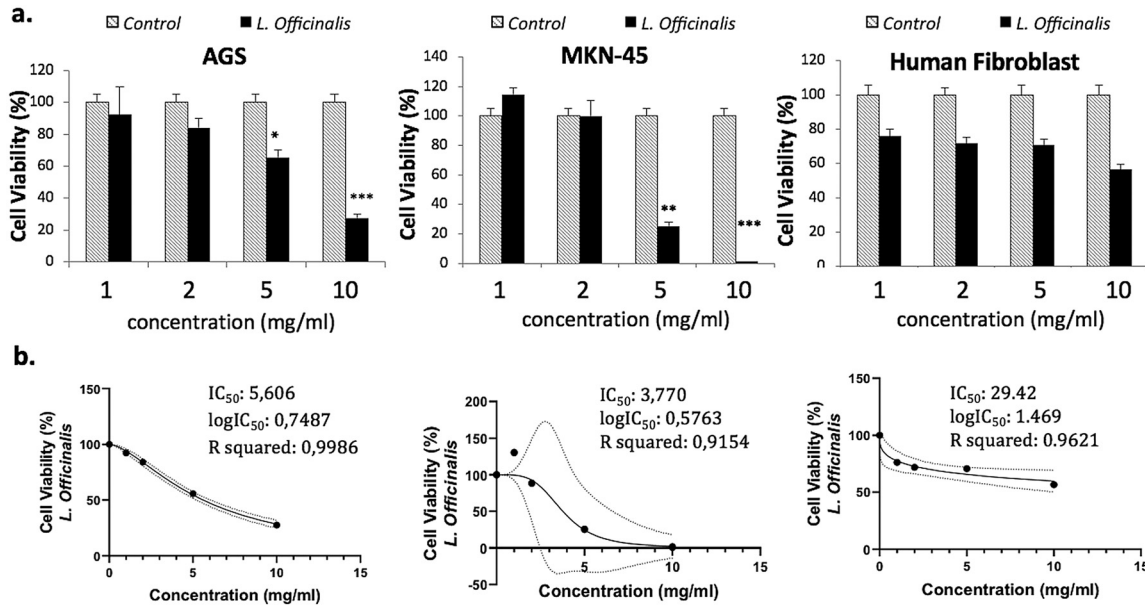 a.
Control L. Officinalis
AGS
Cell Viability (%)
120
100
80
60
40
20
0
*
***
1 2 5 10
concentration (mg/ml)
Control L. Officinalis
MKN-45
Cell Viability (%)
140
120
100
80
60
40
20
0
**
***
1 2 5 10
concentration (mg/ml)
Control L. Officinalis
Human Fibroblast
Cell Viability (%)
120
100
80
60
40
20
0
1 2 5 10
concentration (mg/ml)
b.
Cell Viability (%)
L. Officinalis
150
100
50
0
IC₅₀: 5,606
logIC₅₀: 0,7487
R squared: 0,9986
0 5 10 15
Concentration (mg/ml)
Cell Viability (%)
L. Officinalis
200
150
100
50
0
-50
IC₅₀: 3,770
logIC₅₀: 0,5763
R squared: 0,9154
5 10 15
Concentration (mg/ml)
Cell Viability (%)
L. Officinalis
150
100
50
0
IC₅₀: 29.42
logIC₅₀: 1.469
R squared: 0.9621
0 5 10 15
Concentration (mg/ml)